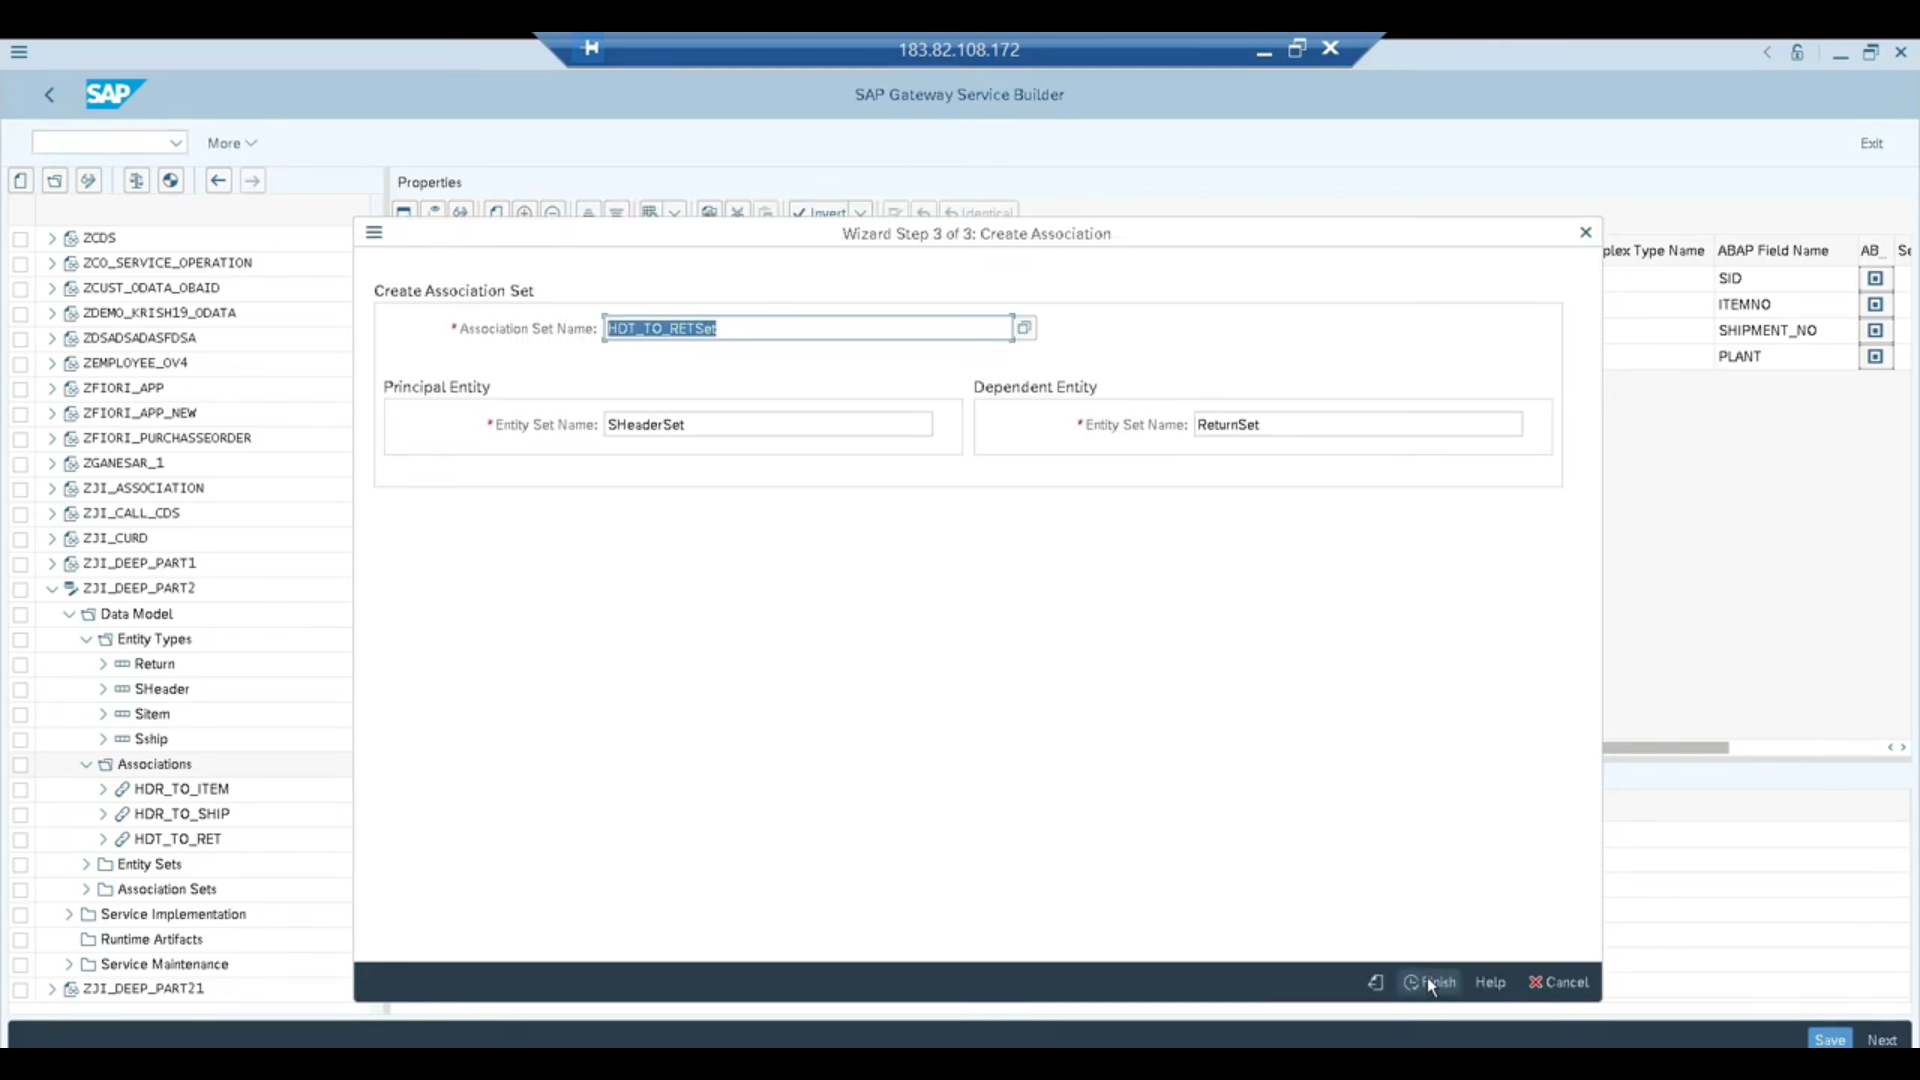 183.82.108.172
SAP
SAP Gateway Service Builder
More
Exit
Properties
Invert
Identical
Wizard Step 3 of 3: Create Association
plex Type Name
ABAP Field Name
AB_
SID
ITEMNO
SHIPMENT_NO
PLANT
Create Association Set
* Association Set Name:
HDT_TO_RETSet
Principal Entity
* Entity Set Name:
SHeaderSet
Dependent Entity
* Entity Set Name:
ReturnSet
ZCDS
ZCO_SERVICE_OPERATION
ZCUST_ODATA_OBAID
ZDEMO_KRISH19_ODATA
ZDSADSADASFDSA
ZEMPLOYEE_OV4
ZFIORI_APP
ZFIORI_APP_NEW
ZFIORI_PURCHASSEORDER
ZGANESAR_1
ZJI_ASSOCIATION
ZJI_CALL_CDS
ZJI_CURD
ZJI_DEEP_PART1
ZJI_DEEP_PART2
Data Model
Entity Types
Return
SHeader
Sitem
Sship
Associations
HDR_TO_ITEM
HDR_TO_SHIP
HDT_TO_RET
Entity Sets
Association Sets
Service Implementation
Runtime Artifacts
Service Maintenance
ZJI_DEEP_PART21
Finish
Help
Cancel
Save
Next